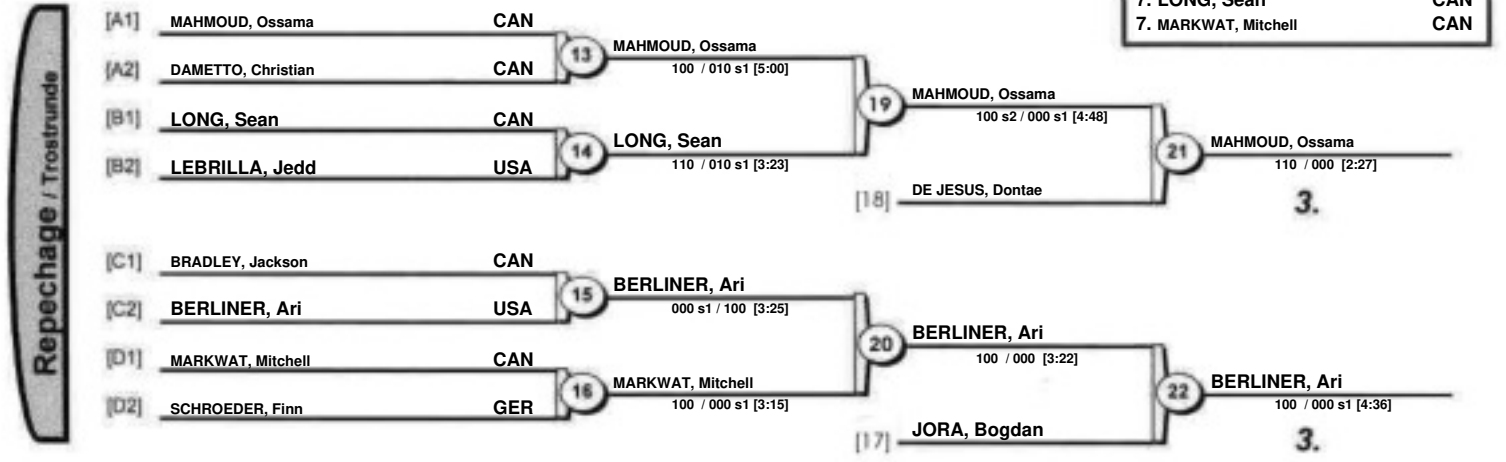 7. LONG, Sean CAN
7. MARKWAT, Mitchell CAN
Repechage / Trostrunde
[A1] MAHMOUD, Ossama CAN
[A2] DAMETTO, Christian CAN
13 MAHMOUD, Ossama
100 / 010 s1 [5:00]
[B1] LONG, Sean CAN
[B2] LEBRILLA, Jedd USA
14 LONG, Sean
110 / 010 s1 [3:23]
19 MAHMOUD, Ossama
100 s2 / 000 s1 [4:48]
[18] DE JESUS, Dontae
21 MAHMOUD, Ossama
110 / 000 [2:27]
3.
[C1] BRADLEY, Jackson CAN
[C2] BERLINER, Ari USA
15 BERLINER, Ari
000 s1 / 100 [3:25]
[D1] MARKWAT, Mitchell CAN
[D2] SCHROEDER, Finn GER
16 MARKWAT, Mitchell
100 / 000 s1 [3:15]
20 BERLINER, Ari
100 / 000 [3:22]
[17] JORA, Bogdan
22 BERLINER, Ari
100 / 000 s1 [4:36]
3.